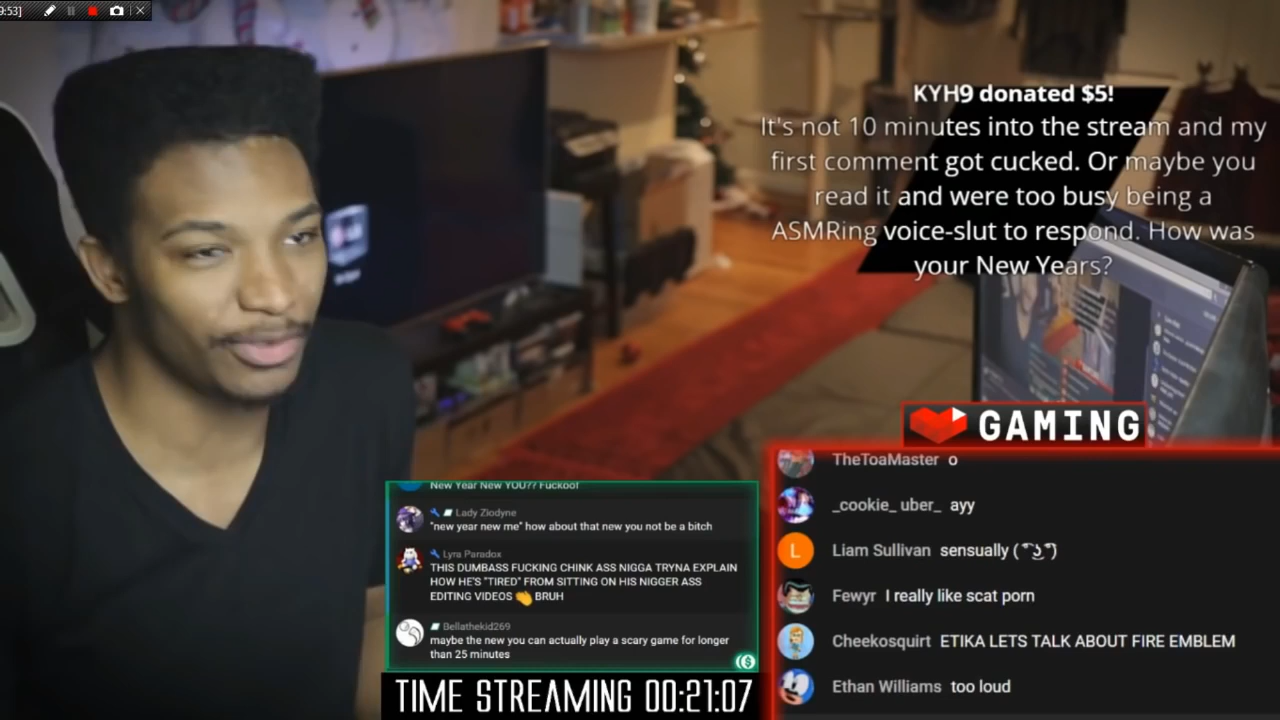 9:53]
KYH9 donated $5!
It's not 10 minutes into the stream and my
first comment got cucked. Or maybe you
read it and were too busy being a
ASMRing voice-slut to respond. How was
your New Years?
GAMING
TheToaMaster o
_cookie_ uber_ ayy
L
Liam Sullivan sensually ( ͡° ͜ʖ ͡°)
Fewyr I really like scat porn
Cheekosquirt ETIKA LETS TALK ABOUT FIRE EMBLEM
Ethan Williams too loud
New Year New YOU?? Fuckoof
Lady Ziodyne
"new year new me" how about that new you not be a bitch
Lyra Paradox
THIS DUMBASS FUCKING CHINK ASS NIGGA TRYNA EXPLAIN
HOW HE'S "TIRED" FROM SITTING ON HIS NIGGER ASS
EDITING VIDEOS 👏 BRUH
Bellathekid269
maybe the new you can actually play a scary game for longer
than 25 minutes
TIME STREAMING 00:21:07